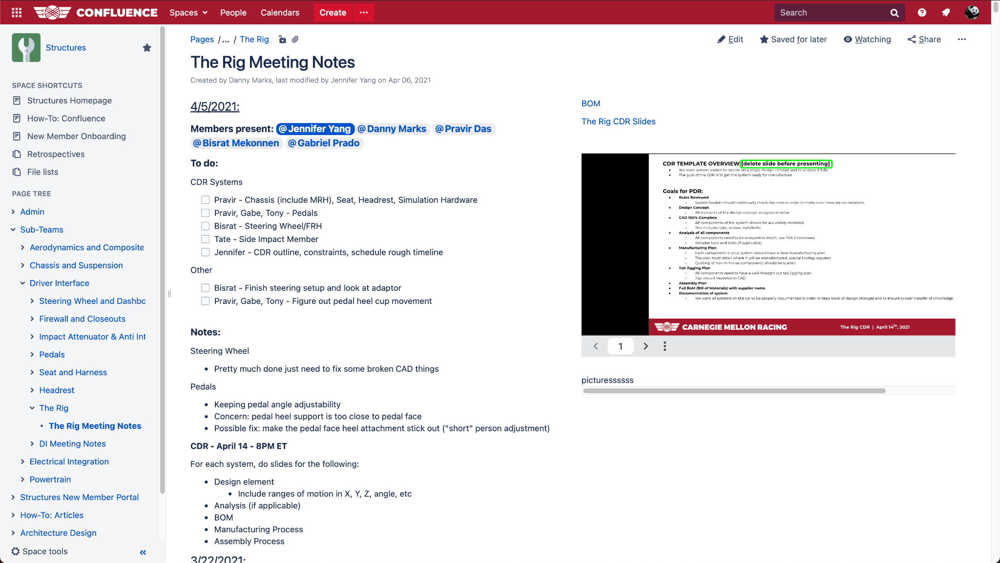 CONFLUENCE Spaces People Calendars Create ··· Search
Structures
SPACE SHORTCUTS
Structures Homepage
How-To: Confluence
New Member Onboarding
Retrospectives
File lists
PAGE TREE
Admin
Sub-Teams
Aerodynamics and Composite
Chassis and Suspension
Driver Interface
Steering Wheel and Dashbo
Firewall and Closeouts
Impact Attenuator & Anti Int
Pedals
Seat and Harness
Headrest
The Rig
• The Rig Meeting Notes
DI Meeting Notes
Electrical Integration
Powertrain
Structures New Member Portal
How-To: Articles
Architecture Design
Space tools
Pages /... / The Rig
Edit Saved for later Watching Share ···
The Rig Meeting Notes
Created by Danny Marks, last modified by Jennifer Yang on Apr 06, 2021
4/5/2021:
Members present: @Jennifer Yang @Danny Marks @Pravir Das
@Bisrat Mekonnen @Gabriel Prado
To do:
CDR Systems
Pravir - Chassis (include MRH), Seat, Headrest, Simulation Hardware
Pravir, Gabe, Tony - Pedals
Bisrat - Steering Wheel/FRH
Tate - Side Impact Member
Jennifer - CDR outline, constraints, schedule rough timeline
Other
Bisrat - Finish steering setup and look at adaptor
Pravir, Gabe, Tony - Figure out pedal heel cup movement
Notes:
Steering Wheel
• Pretty much done just need to fix some broken CAD things
Pedals
• Keeping pedal angle adjustability
• Concern: pedal heel support is too close to pedal face
• Possible fix: make the pedal face heel attachment stick out ("short" person adjustment)
CDR - April 14 - 8PM ET
For each system, do slides for the following:
• Design element
• Include ranges of motion in X, Y, Z, angle, etc
• Analysis (if applicable)
• BOM
• Manufacturing Process
• Assembly Process
3/22/2021:
BOM
The Rig CDR Slides
CDR TEMPLATE OVERVIEW [delete slide before presenting]
• We want system leaders to decide on a single design concept and to analyze it fully
• The goal of the CDR is to get the system ready for manufacture
Goals for PDR:
• Rules Reviewed
○ System leaders should continually check the rules in order to make sure there are no violations
• Design Concept
○ All elements of the design concept analyzed in detail
• CAD 100% Complete
○ All components of the system should be accurately modeled
○ This includes tabs, screws, nuts/bolts
• Analysis of all components
○ All components need to be analyzed in depth, use FEA if necessary.
○ Includes tabs and bolts (if applicable)
• Manufacturing Plan
○ Each component in your system should have a clear manufacturing plan
○ The plan must detail where it will be manufactured, special tooling required
○ Quoting of non-in-house components should be started
• Tab Jigging Plan
○ All components need to have a well-thought out tab jigging plan
○ Jigs should modeled in CAD
• Assembly Plan
• Full BoM (Bill of Materials) with supplier name
• Documentation of system
○ We want all systems on the car to be properly documented in order to keep track of design changes and to ensure proper transfer of knowledge
CARNEGIE MELLON RACING The Rig CDR | April 14th, 2021
1
picturessssss